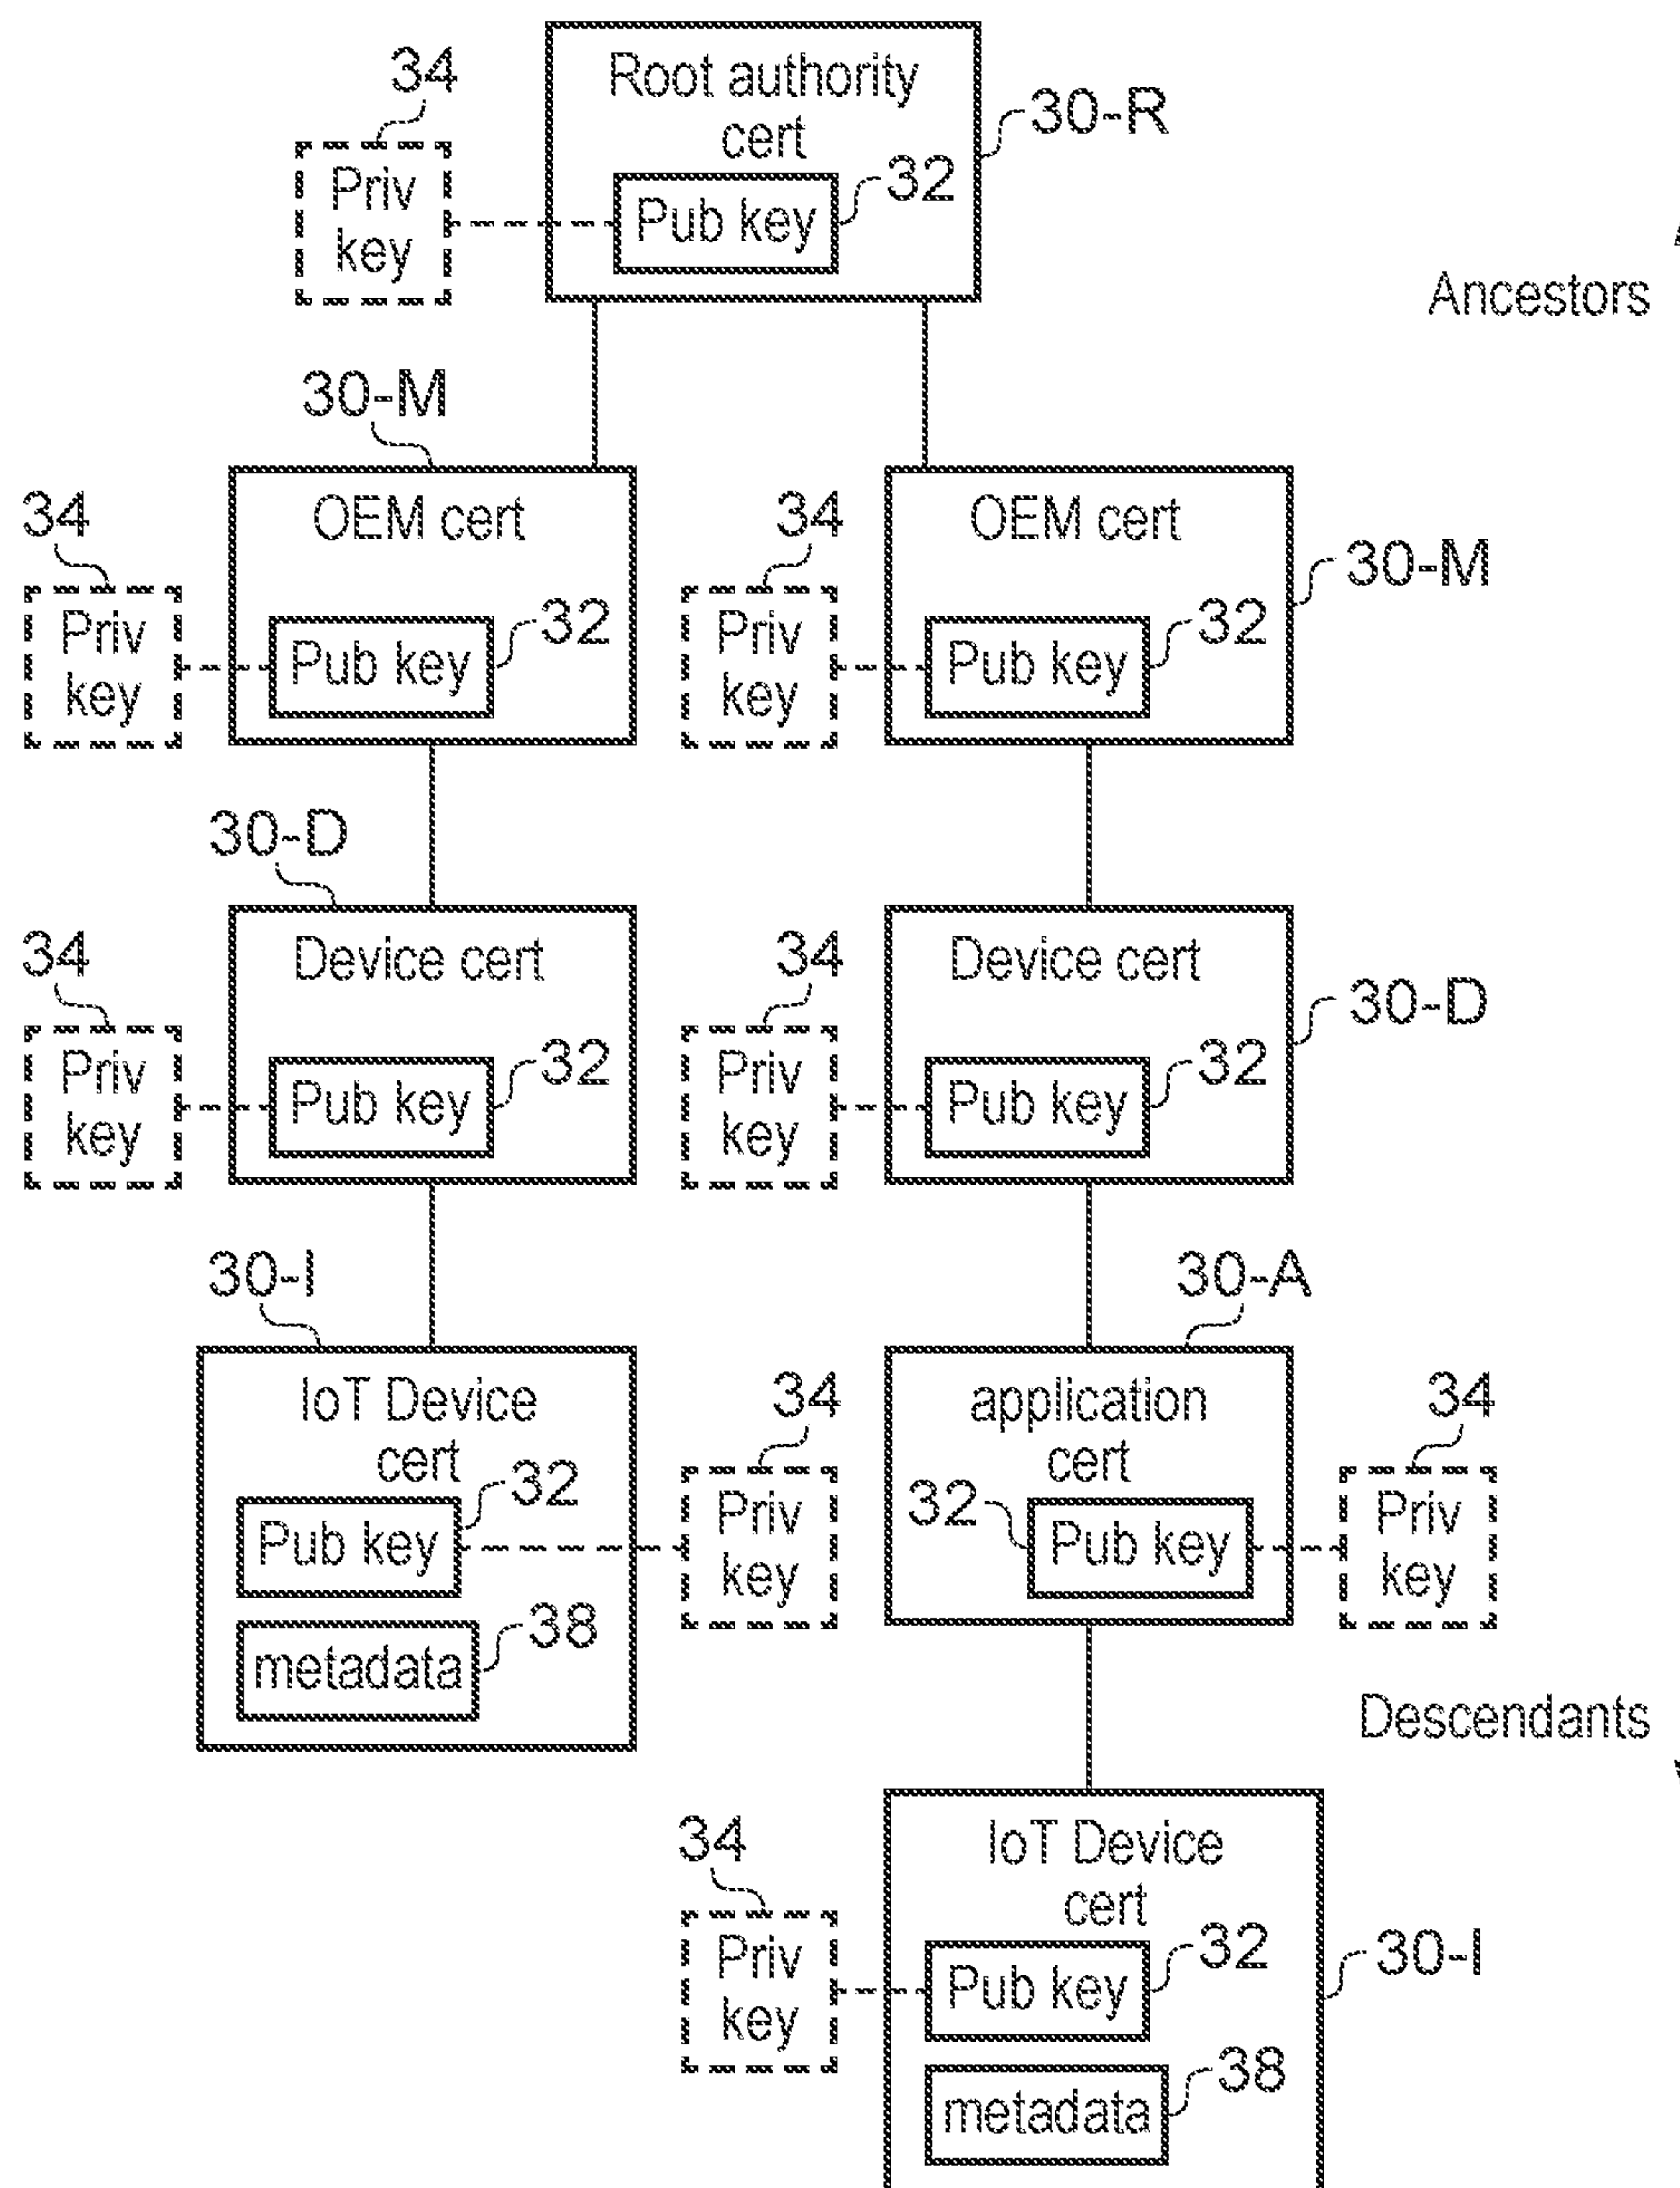 34
Root authority
cert
30-R
Priv
key
Pub key
32
Ancestors
30-M
34
OEM cert
34
OEM cert
30-M
Priv
key
Pub key
32
Priv
key
Pub key
32
30-D
34
Device cert
34
Device cert
30-D
Priv
key
Pub key
32
Priv
key
Pub key
32
30-I
30-A
IoT Device
cert
34
application
cert
34
32
Pub key
Priv
key
32
Pub key
Priv
key
38
metadata
Descendants
34
IoT Device
cert
Priv
key
32
Pub key
30-I
38
metadata